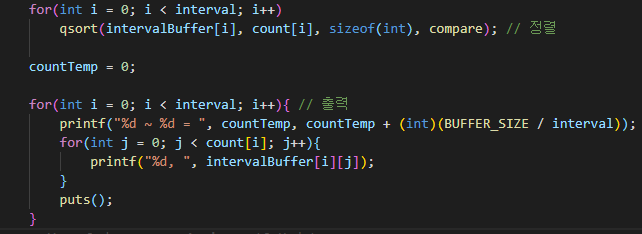 for(int i = 0; i < interval; i++)
qsort(intervalBuffer[i], count[i], sizeof(int), compare); // 정렬
countTemp = 0;
for(int i = 0; i < interval; i++){ // 출력
printf("%d ~ %d = ", countTemp, countTemp + (int)(BUFFER_SIZE / interval));
for(int j = 0; j < count[i]; j++){
printf("%d, ", intervalBuffer[i][j]);
}
puts();
}